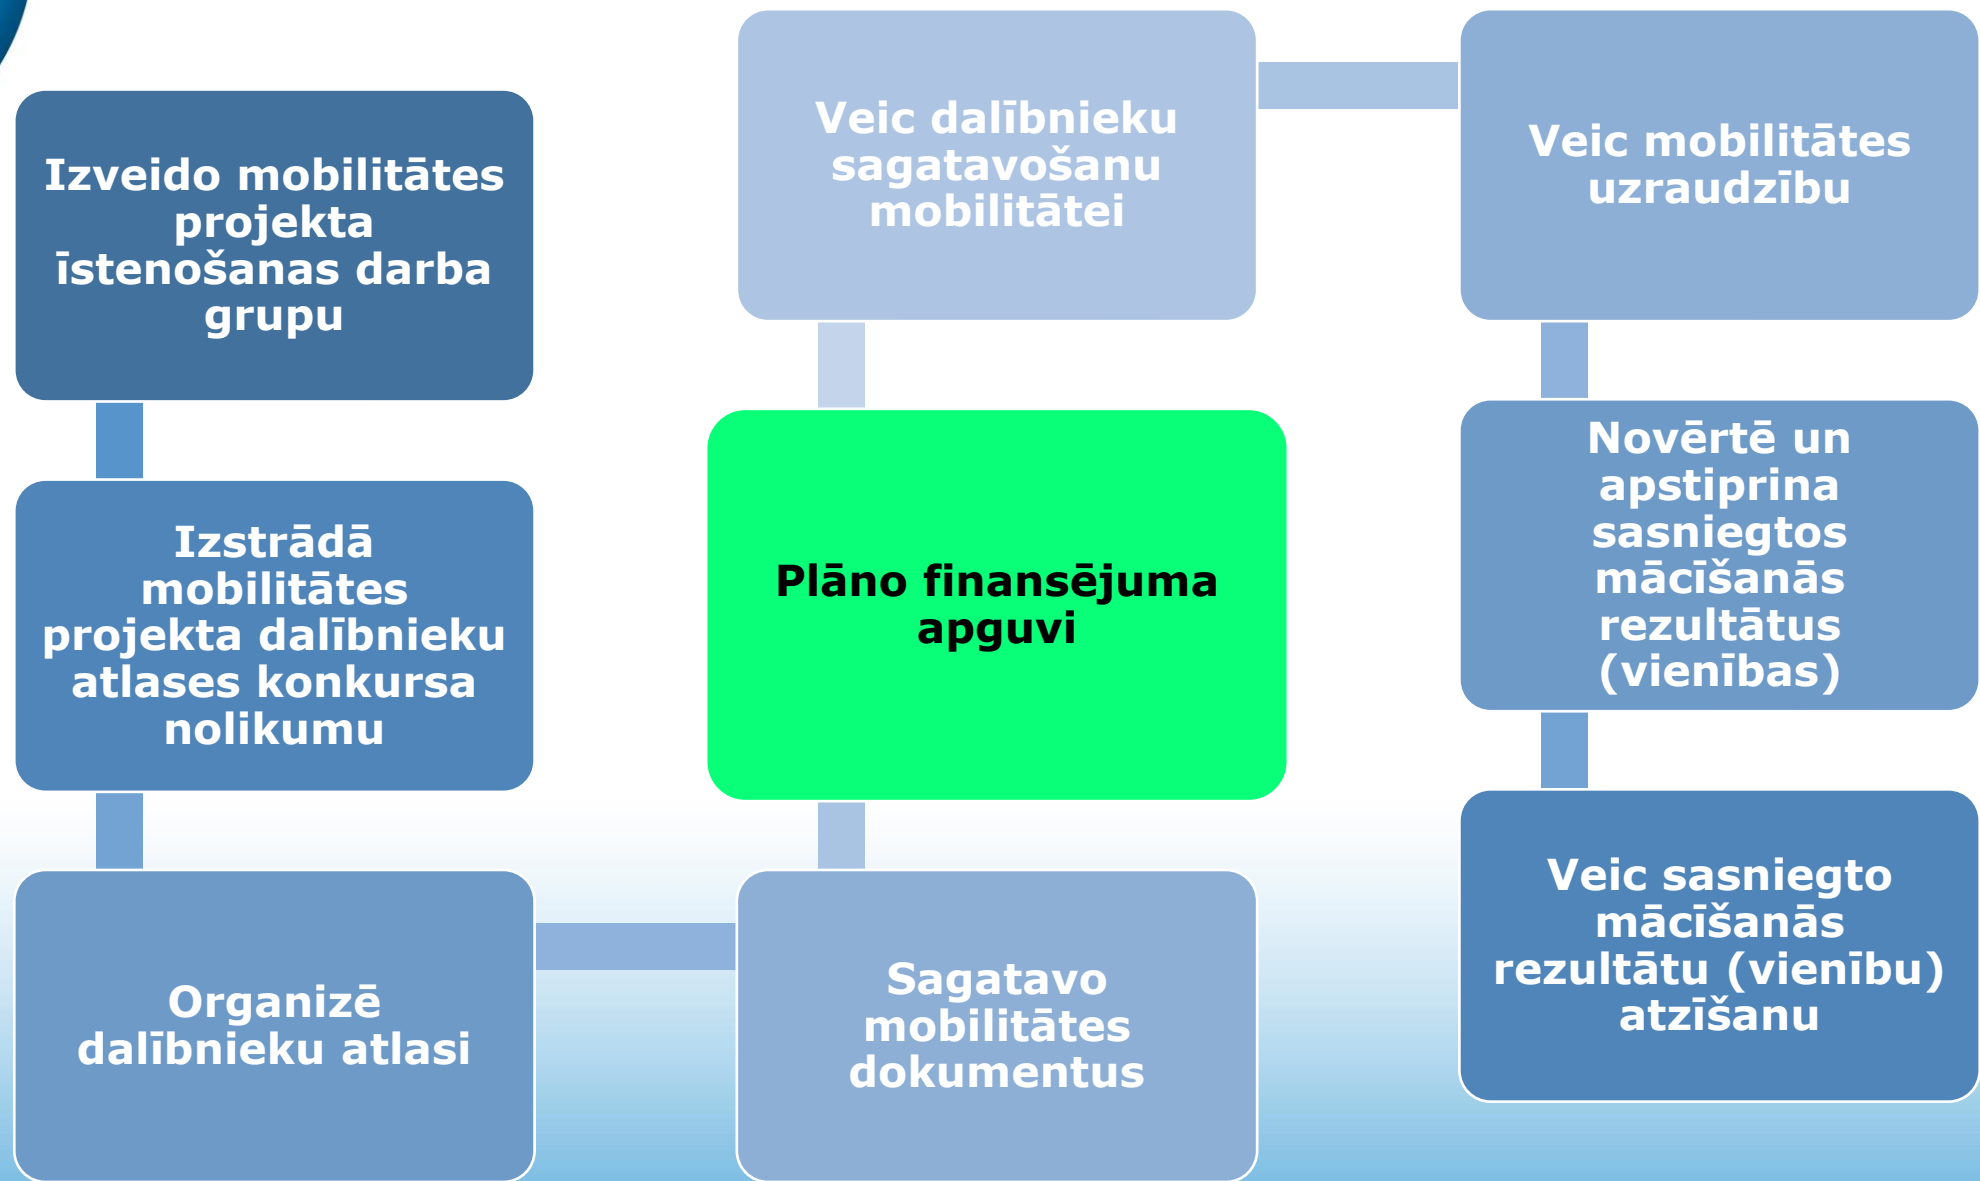 Izveido mobilitātes
projekta
īstenošanas darba
grupu
Izstrādā
mobilitātes
projekta dalībnieku
atlases konkursa
nolikumu
Organizē
dalībnieku atlasi
Sagatavo
mobilitātes
dokumentus
Plāno finansējuma
apguvi
Veic dalībnieku
sagatavošanu
mobilitātei
Veic mobilitātes
uzraudzību
Novērtē un
apstiprina
sasniegtos
mācīšanās
rezultātus
(vienības)
Veic sasniegto
mācīšanās
rezultātu (vienību)
atzīšanu